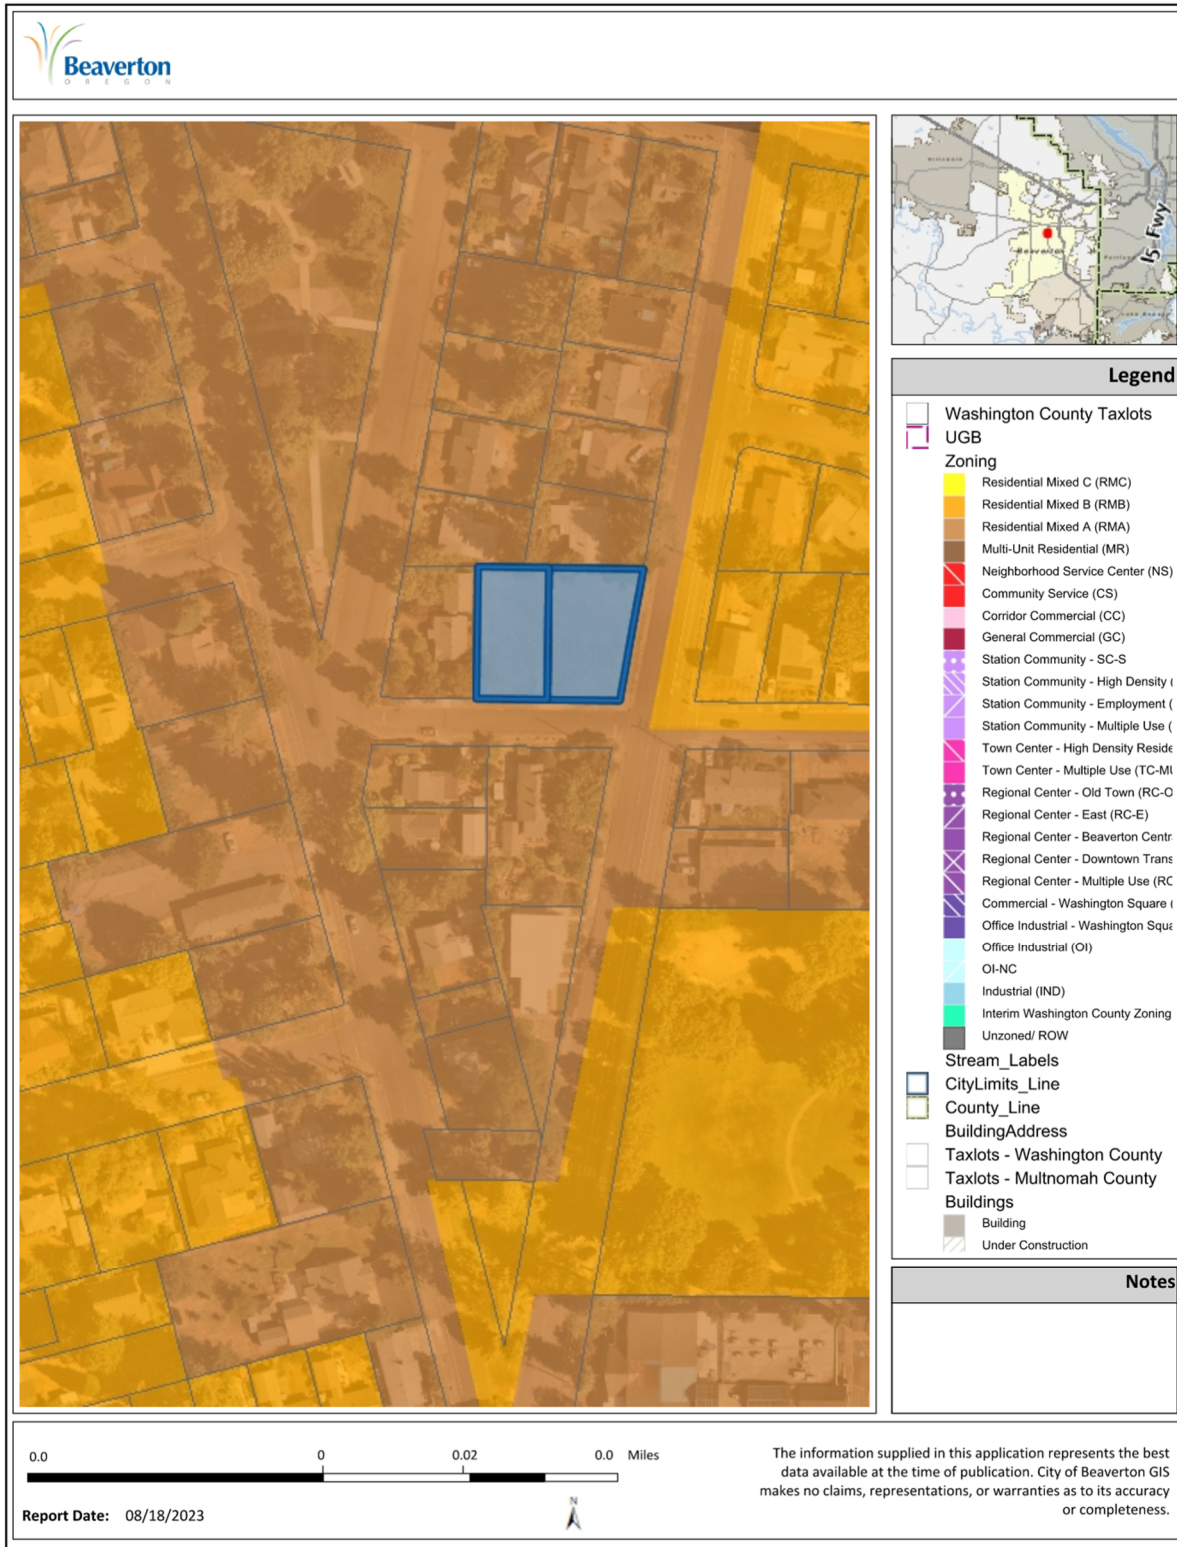 Beaverton
O R E G O N
Hillsboro
Beaverton
Portland
Tigard
I5 Fwy
Legend
Washington County Taxlots
UGB
Zoning
Residential Mixed C (RMC)
Residential Mixed B (RMB)
Residential Mixed A (RMA)
Multi-Unit Residential (MR)
Neighborhood Service Center (NS)
Community Service (CS)
Corridor Commercial (CC)
General Commercial (GC)
Station Community - SC-S
Station Community - High Density (
Station Community - Employment (
Station Community - Multiple Use (
Town Center - High Density Reside
Town Center - Multiple Use (TC-MU
Regional Center - Old Town (RC-O
Regional Center - East (RC-E)
Regional Center - Beaverton Centr
Regional Center - Downtown Trans
Regional Center - Multiple Use (RC
Commercial - Washington Square (
Office Industrial - Washington Squa
Office Industrial (OI)
OI-NC
Industrial (IND)
Interim Washington County Zoning
Unzoned/ ROW
Stream_Labels
CityLimits_Line
County_Line
BuildingAddress
Taxlots - Washington County
Taxlots - Multnomah County
Buildings
Building
Under Construction
Notes
0.0 0 0.02 0.0 Miles
Report Date: 08/18/2023
N
The information supplied in this application represents the best
data available at the time of publication. City of Beaverton GIS
makes no claims, representations, or warranties as to its accuracy
or completeness.